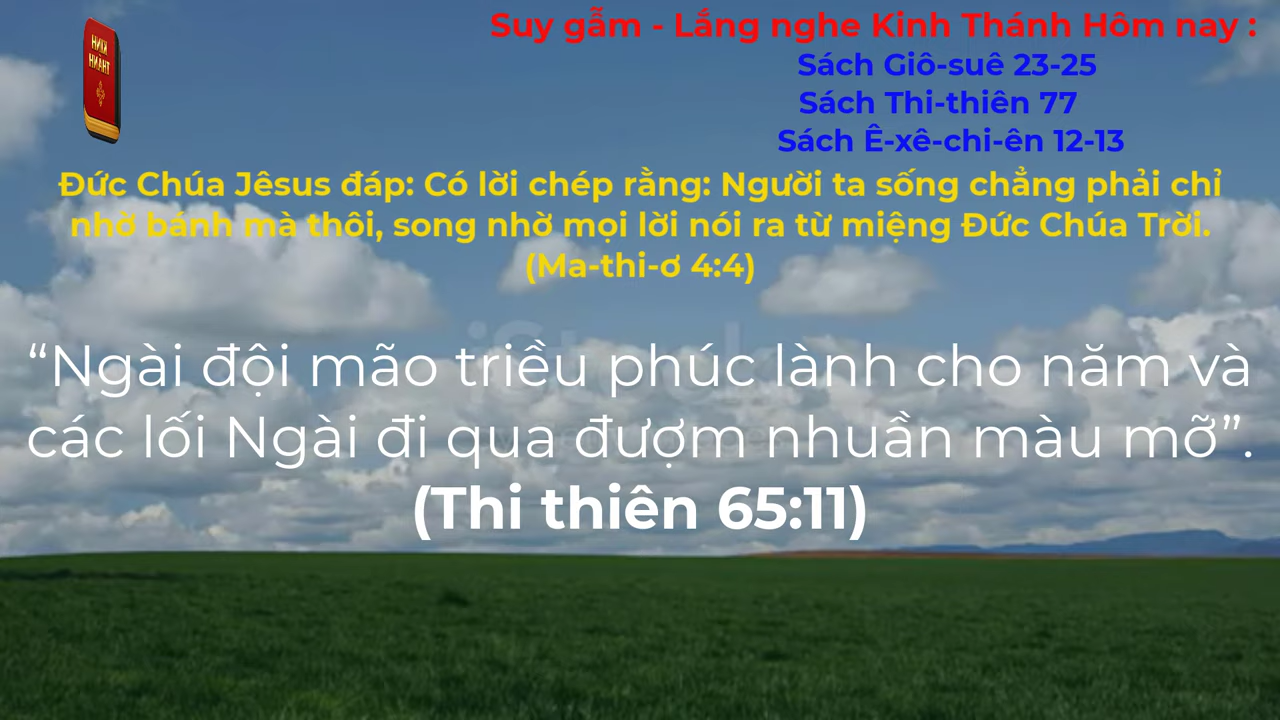 Suy gẫm - Lắng nghe Kinh Thánh Hôm nay :
Sách Giô-suê 23-25
Sách Thi-thiên 77
Sách Ê-xê-chi-ên 12-13
KINH
THANH
Đức Chúa Jêsus đáp: Có lời chép rằng: Người ta sống chẳng phải chỉ
nhờ bánh mà thôi, song nhờ mọi lời nói ra từ miệng Đức Chúa Trời.
(Ma-thi-ơ 4:4)
“Ngài đội mão triều phúc lành cho năm và
các lối Ngài đi qua đượm nhuần màu mỡ”.
(Thi thiên 65:11)
iStock